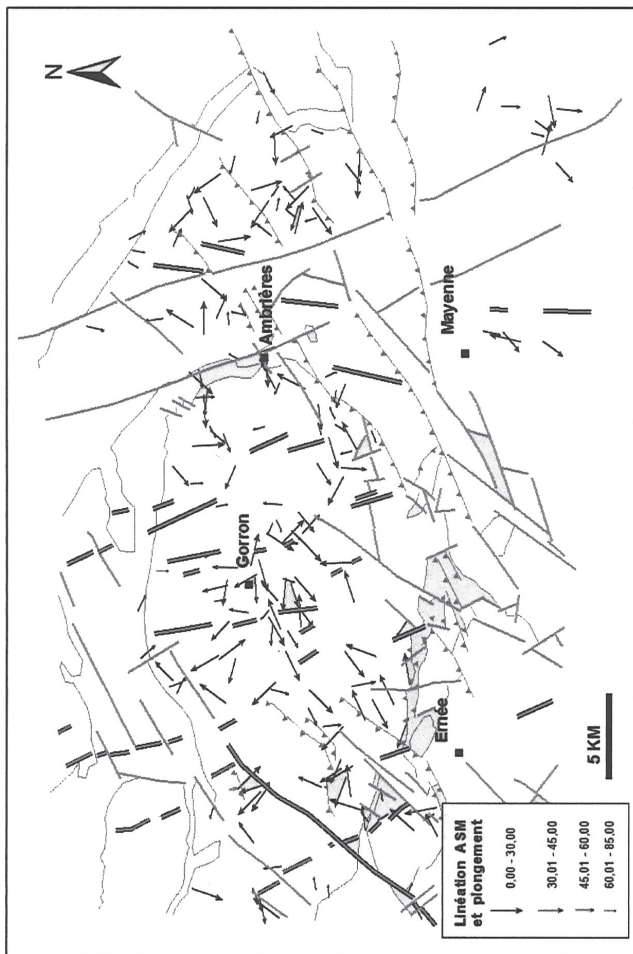 N
Ambrières
Mayenne
Gorron
Ernée
5 KM
Linéation ASM
et plongement
0,00 - 30,00
30,01 - 45,00
45,01 - 60,00
60,01 - 85,00